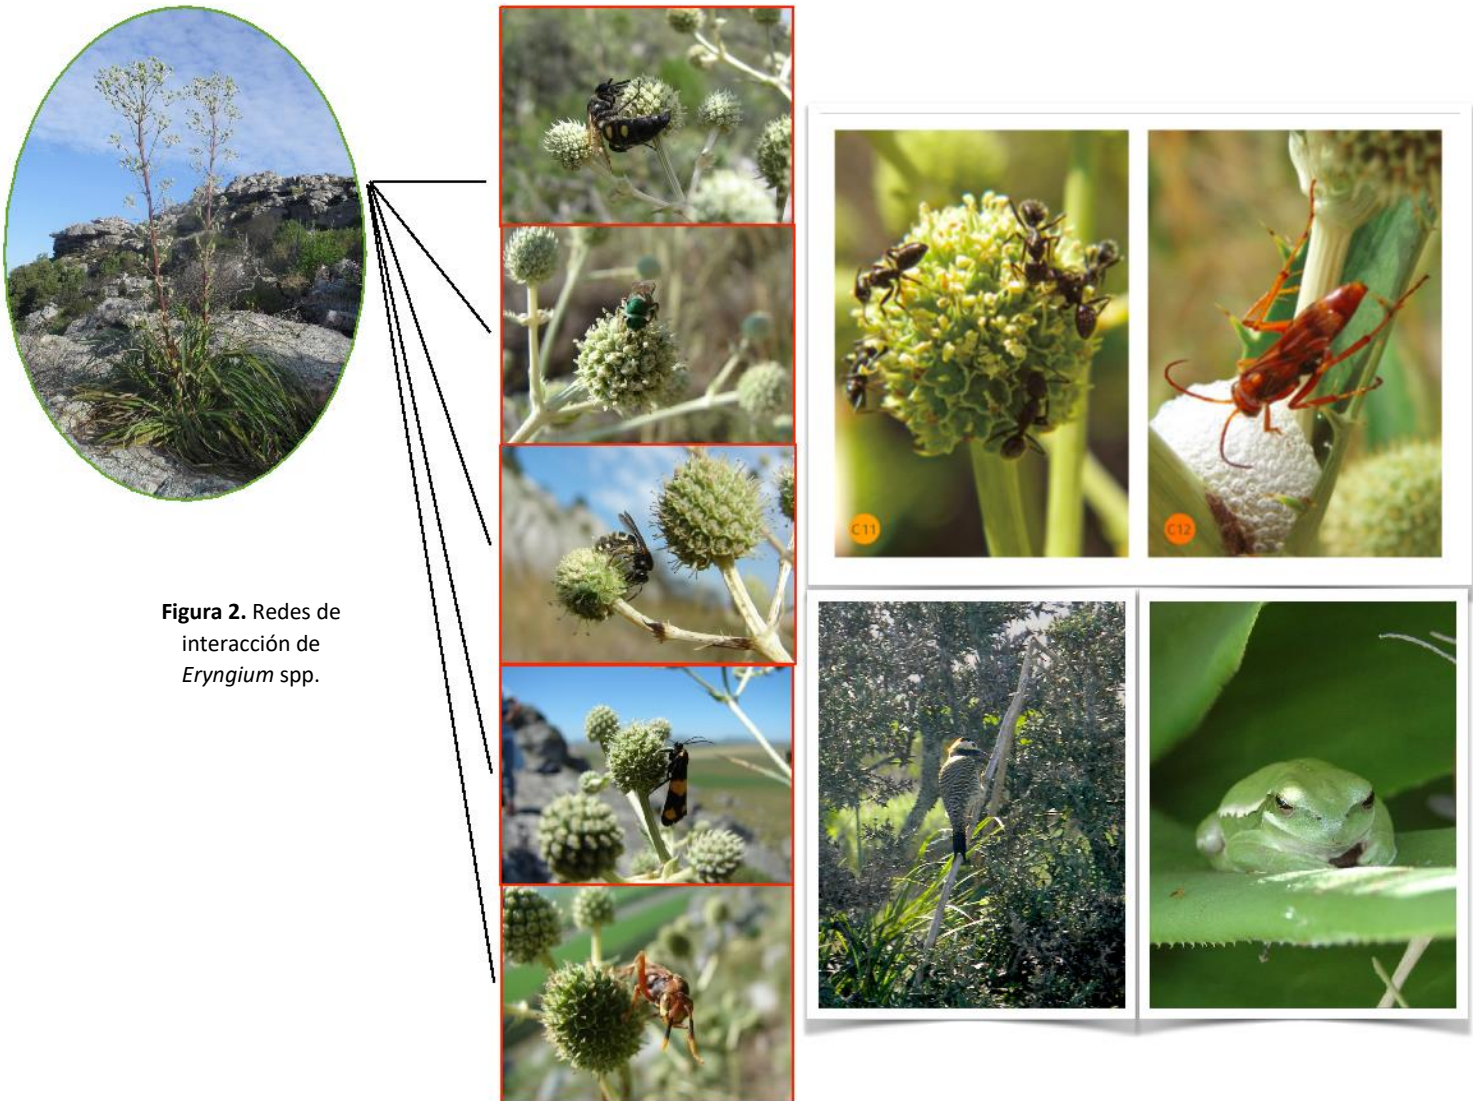 C11
C12
Figura 2. Redes de
interacción de
Eryngium spp.